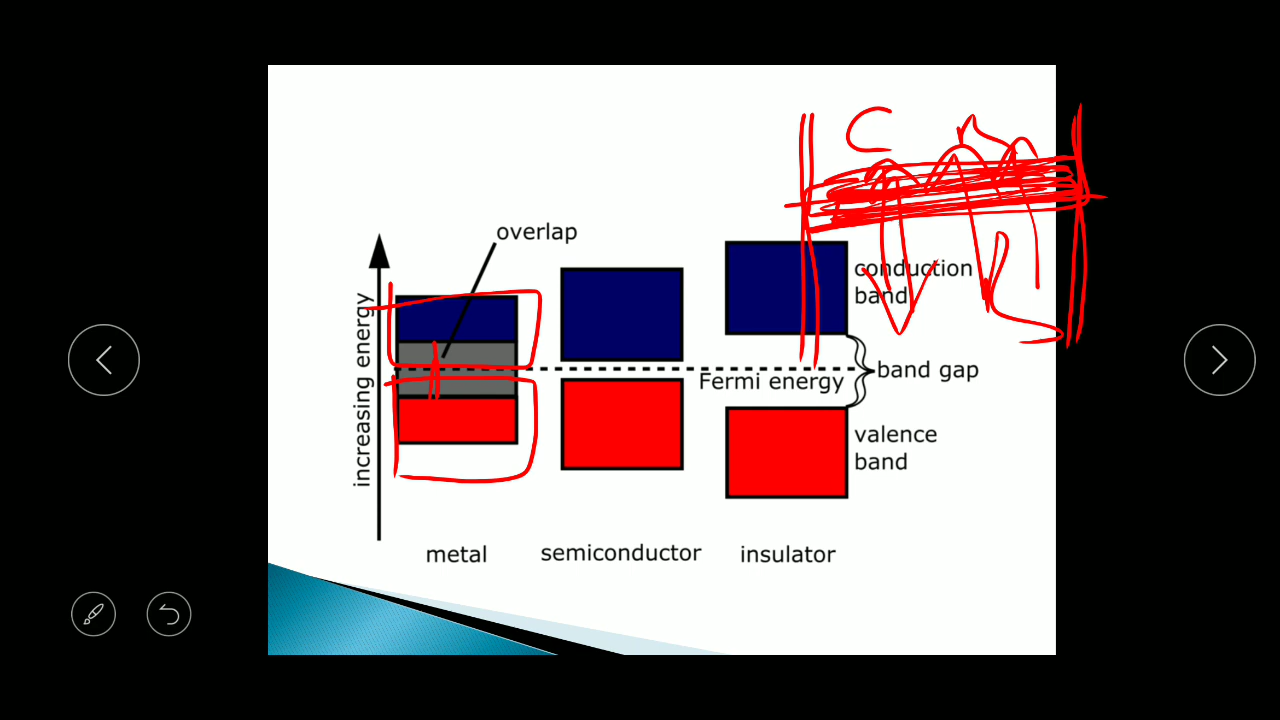 C
overlap
increasing energy
conduction
band
Fermi energy
band gap
valence
band
metal
semiconductor
insulator